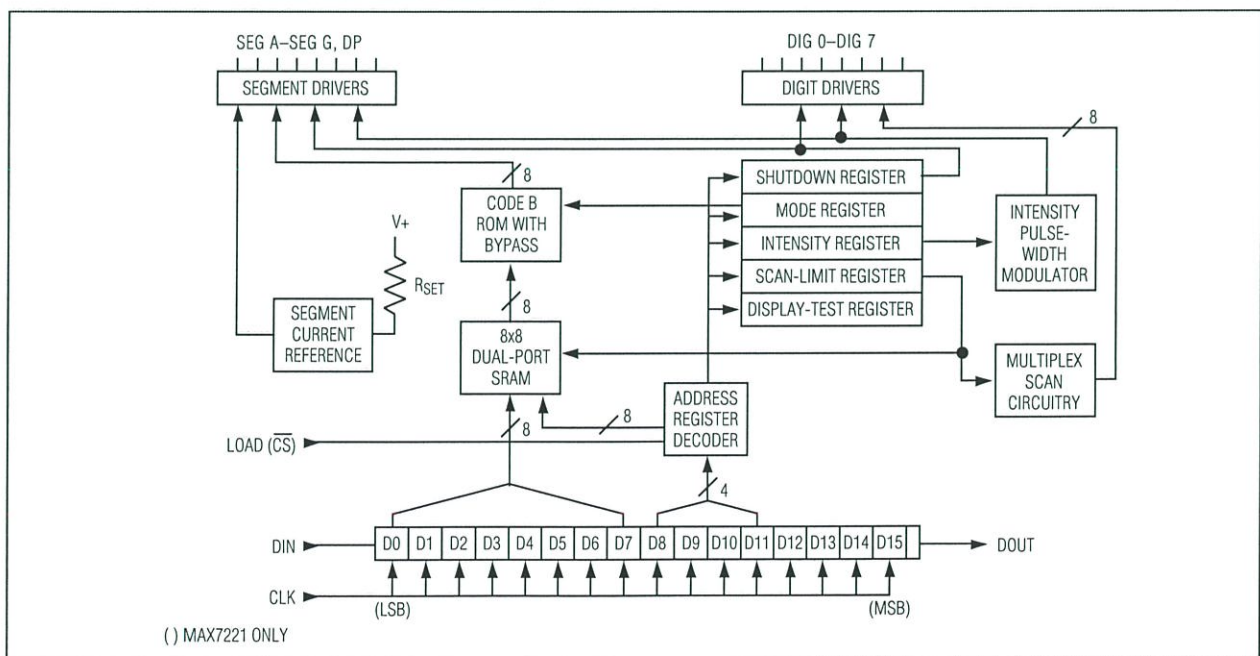 SEG A–SEG G, DP
SEGMENT DRIVERS
DIG 0–DIG 7
DIGIT DRIVERS
8
8
CODE B
ROM WITH
BYPASS
SHUTDOWN REGISTER
MODE REGISTER
INTENSITY REGISTER
SCAN-LIMIT REGISTER
DISPLAY-TEST REGISTER
INTENSITY
PULSE-
WIDTH
MODULATOR
V+
RSET
SEGMENT
CURRENT
REFERENCE
8
8x8
DUAL-PORT
SRAM
MULTIPLEX
SCAN
CIRCUITRY
ADDRESS
REGISTER
DECODER
8
8
LOAD (C̅S̅)
4
DIN
D0 D1 D2 D3 D4 D5 D6 D7 D8 D9 D10 D11 D12 D13 D14 D15
DOUT
CLK
(LSB)
(MSB)
( ) MAX7221 ONLY